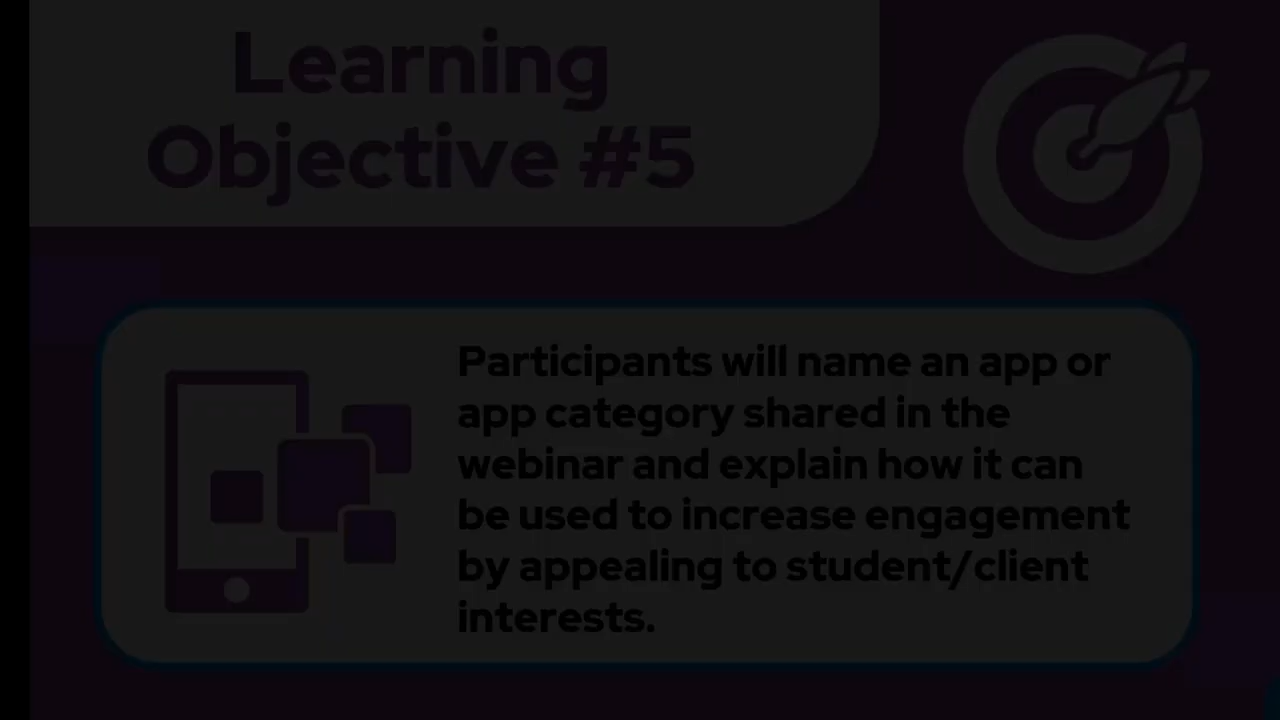 Learning
Objective #5
Participants will name an app or
app category shared in the
webinar and explain how it can
be used to increase engagement
by appealing to student/client
interests.